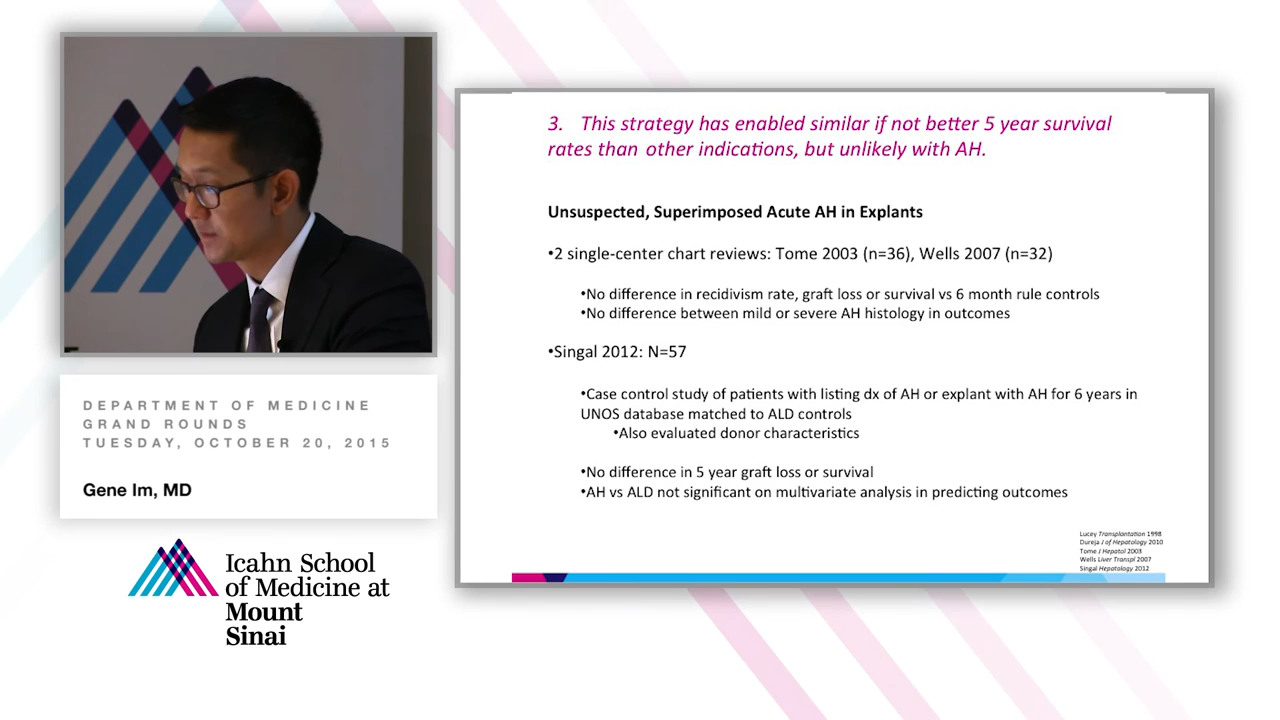 3. This strategy has enabled similar if not better 5 year survival
rates than other indications, but unlikely with AH.
Unsuspected, Superimposed Acute AH in Explants
•2 single-center chart reviews: Tome 2003 (n=36), Wells 2007 (n=32)
•No difference in recidivism rate, graft loss or survival vs 6 month rule controls
•No difference between mild or severe AH histology in outcomes
•Singal 2012: N=57
•Case control study of patients with listing dx of AH or explant with AH for 6 years in
UNOS database matched to ALD controls
•Also evaluated donor characteristics
•No difference in 5 year graft loss or survival
•AH vs ALD not significant on multivariate analysis in predicting outcomes
Lucey Transplantation 1998
Dureja J of Hepatology 2010
Tome J Hepatol 2003
Wells Liver Transpl 2007
Singal Hepatology 2012
DEPARTMENT OF MEDICINE
GRAND ROUNDS
TUESDAY, OCTOBER 20, 2015
Gene Im, MD
Icahn School
of Medicine at
Mount
Sinai